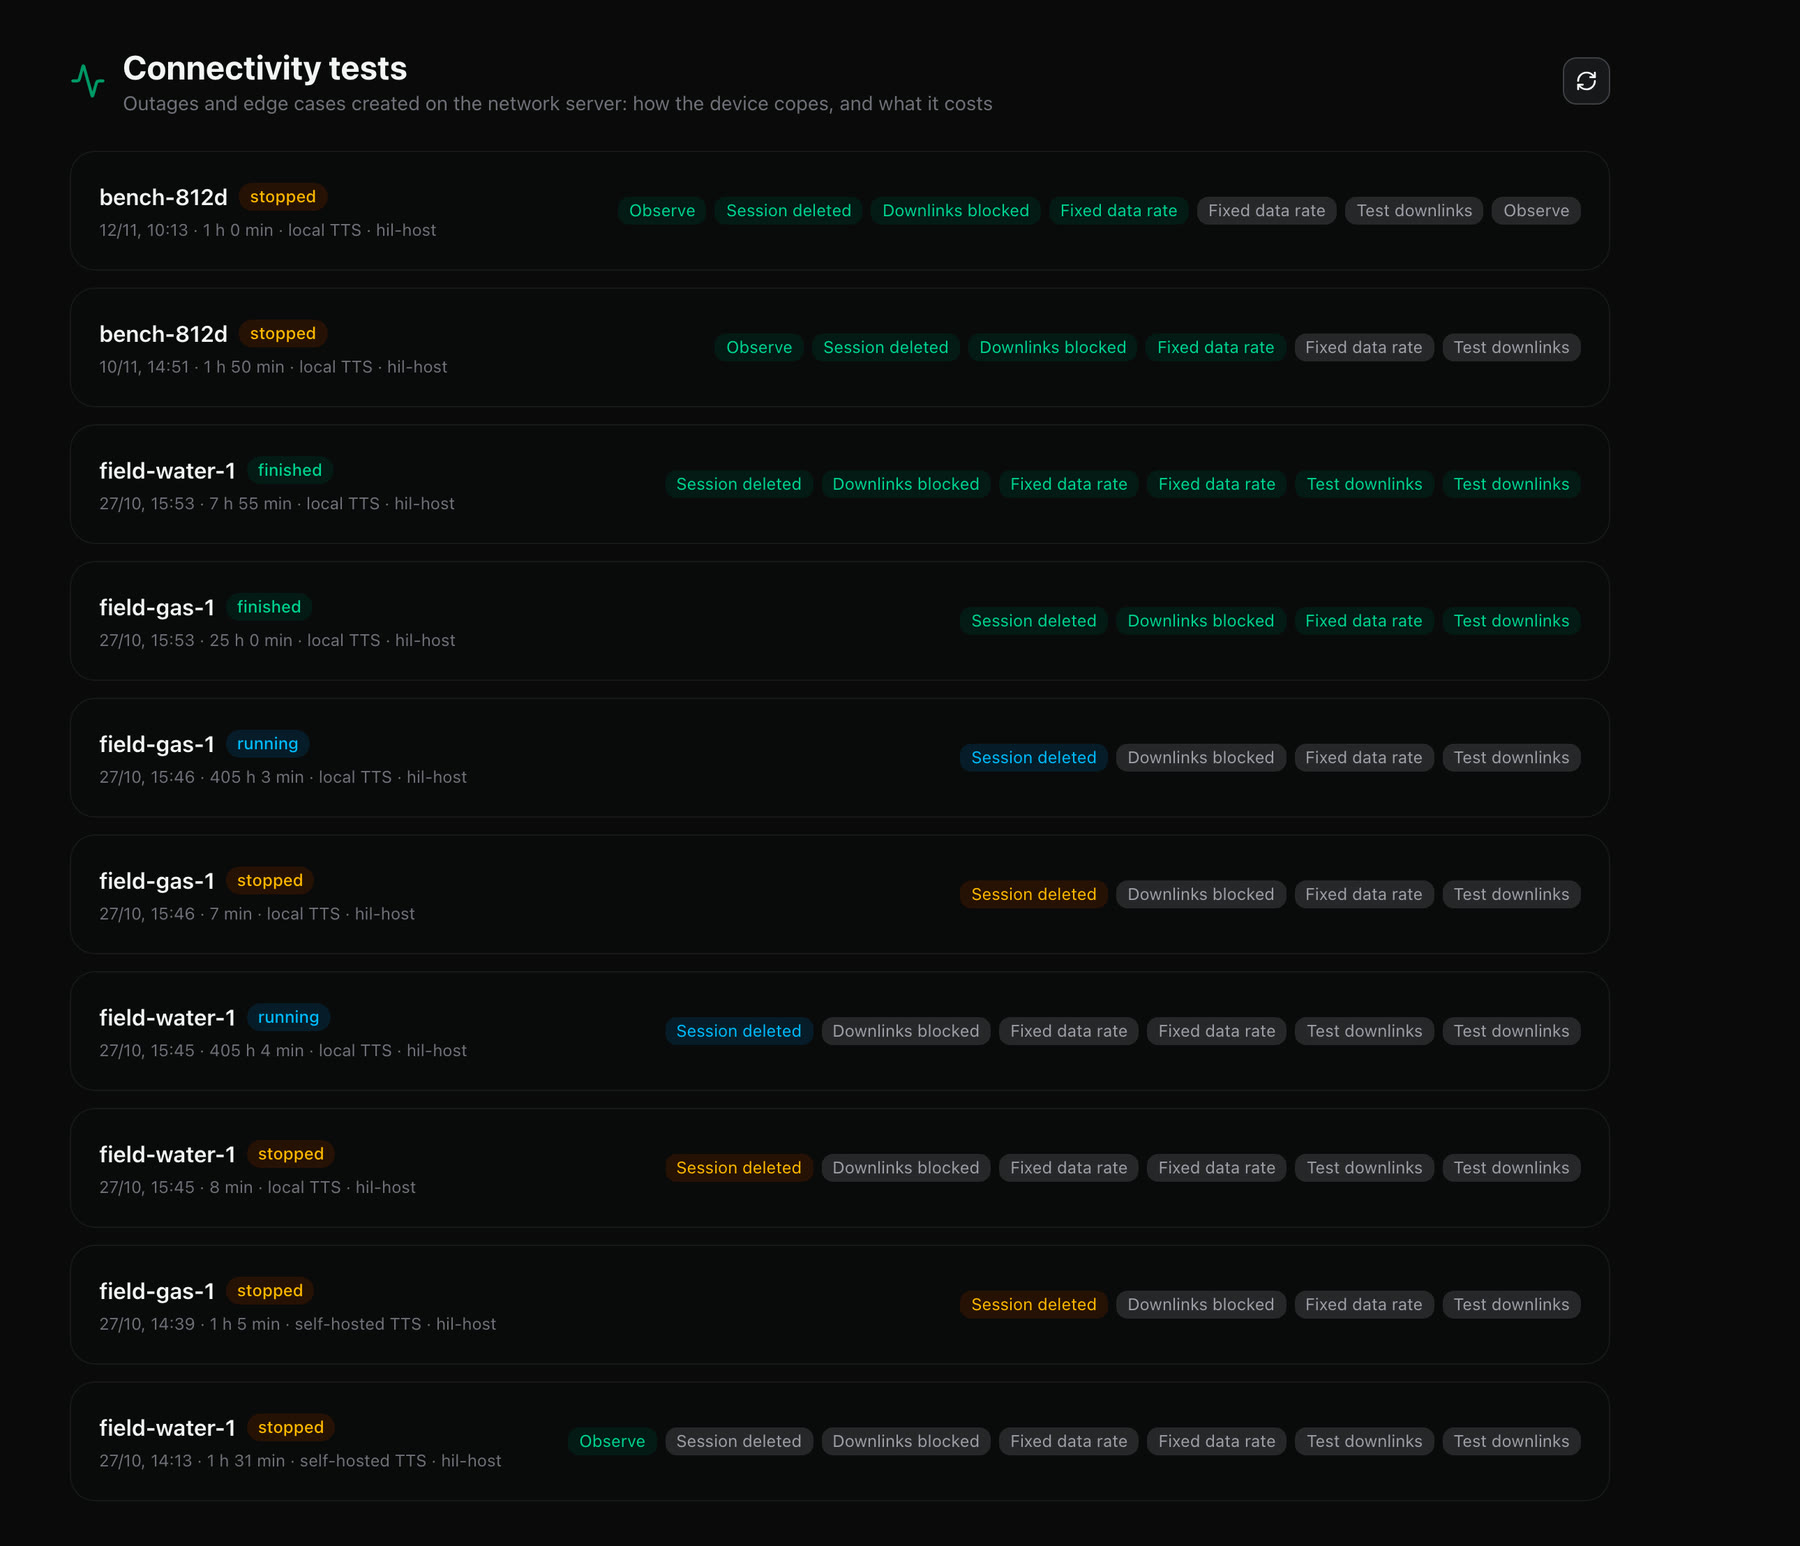 Connectivity tests
Outages and edge cases created on the network server: how the device copes, and what it costs
bench-812d stopped
12/11, 10:13 · 1 h 0 min · local TTS · hil-host
Observe Session deleted Downlinks blocked Fixed data rate Fixed data rate Test downlinks Observe
bench-812d stopped
10/11, 14:51 · 1 h 50 min · local TTS · hil-host
Observe Session deleted Downlinks blocked Fixed data rate Fixed data rate Test downlinks
field-water-1 finished
27/10, 15:53 · 7 h 55 min · local TTS · hil-host
Session deleted Downlinks blocked Fixed data rate Fixed data rate Test downlinks Test downlinks
field-gas-1 finished
27/10, 15:53 · 25 h 0 min · local TTS · hil-host
Session deleted Downlinks blocked Fixed data rate Test downlinks
field-gas-1 running
27/10, 15:46 · 405 h 3 min · local TTS · hil-host
Session deleted Downlinks blocked Fixed data rate Test downlinks
field-gas-1 stopped
27/10, 15:46 · 7 min · local TTS · hil-host
Session deleted Downlinks blocked Fixed data rate Test downlinks
field-water-1 running
27/10, 15:45 · 405 h 4 min · local TTS · hil-host
Session deleted Downlinks blocked Fixed data rate Fixed data rate Test downlinks Test downlinks
field-water-1 stopped
27/10, 15:45 · 8 min · local TTS · hil-host
Session deleted Downlinks blocked Fixed data rate Fixed data rate Test downlinks Test downlinks
field-gas-1 stopped
27/10, 14:39 · 1 h 5 min · self-hosted TTS · hil-host
Session deleted Downlinks blocked Fixed data rate Test downlinks
field-water-1 stopped
27/10, 14:13 · 1 h 31 min · self-hosted TTS · hil-host
Observe Session deleted Downlinks blocked Fixed data rate Fixed data rate Test downlinks Test downlinks